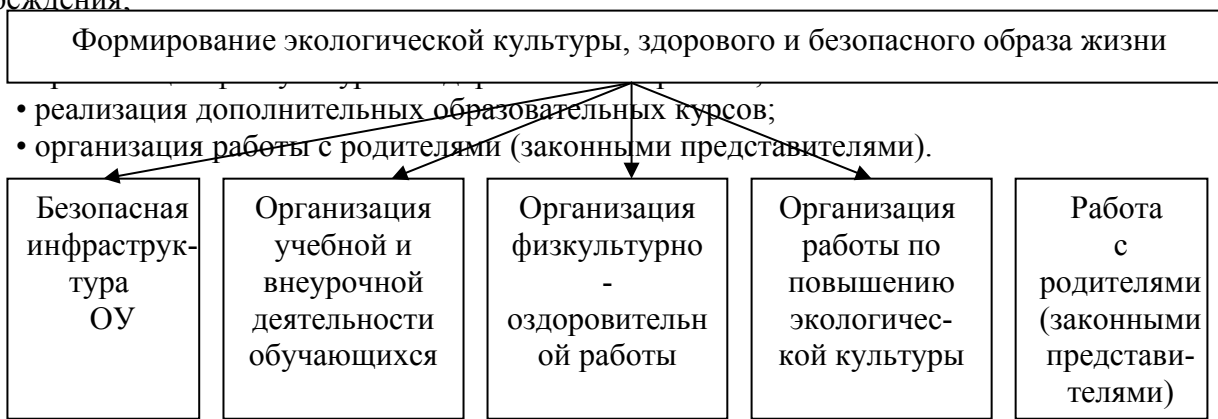 Формирование экологической культуры, здорового и безопасного образа жизни
• реализация дополнительных образовательных курсов;
• организация работы с родителями (законными представителями).
Безопасная
инфраструк-
тура
ОУ
Организация
учебной и
внеурочной
деятельности
обучающихся
Организация
физкультурно
-
оздоровительн
ой работы
Организация
работы по
повышению
экологичес-
кой культуры
Работа
с
родителями
(законными
представи-
телями)